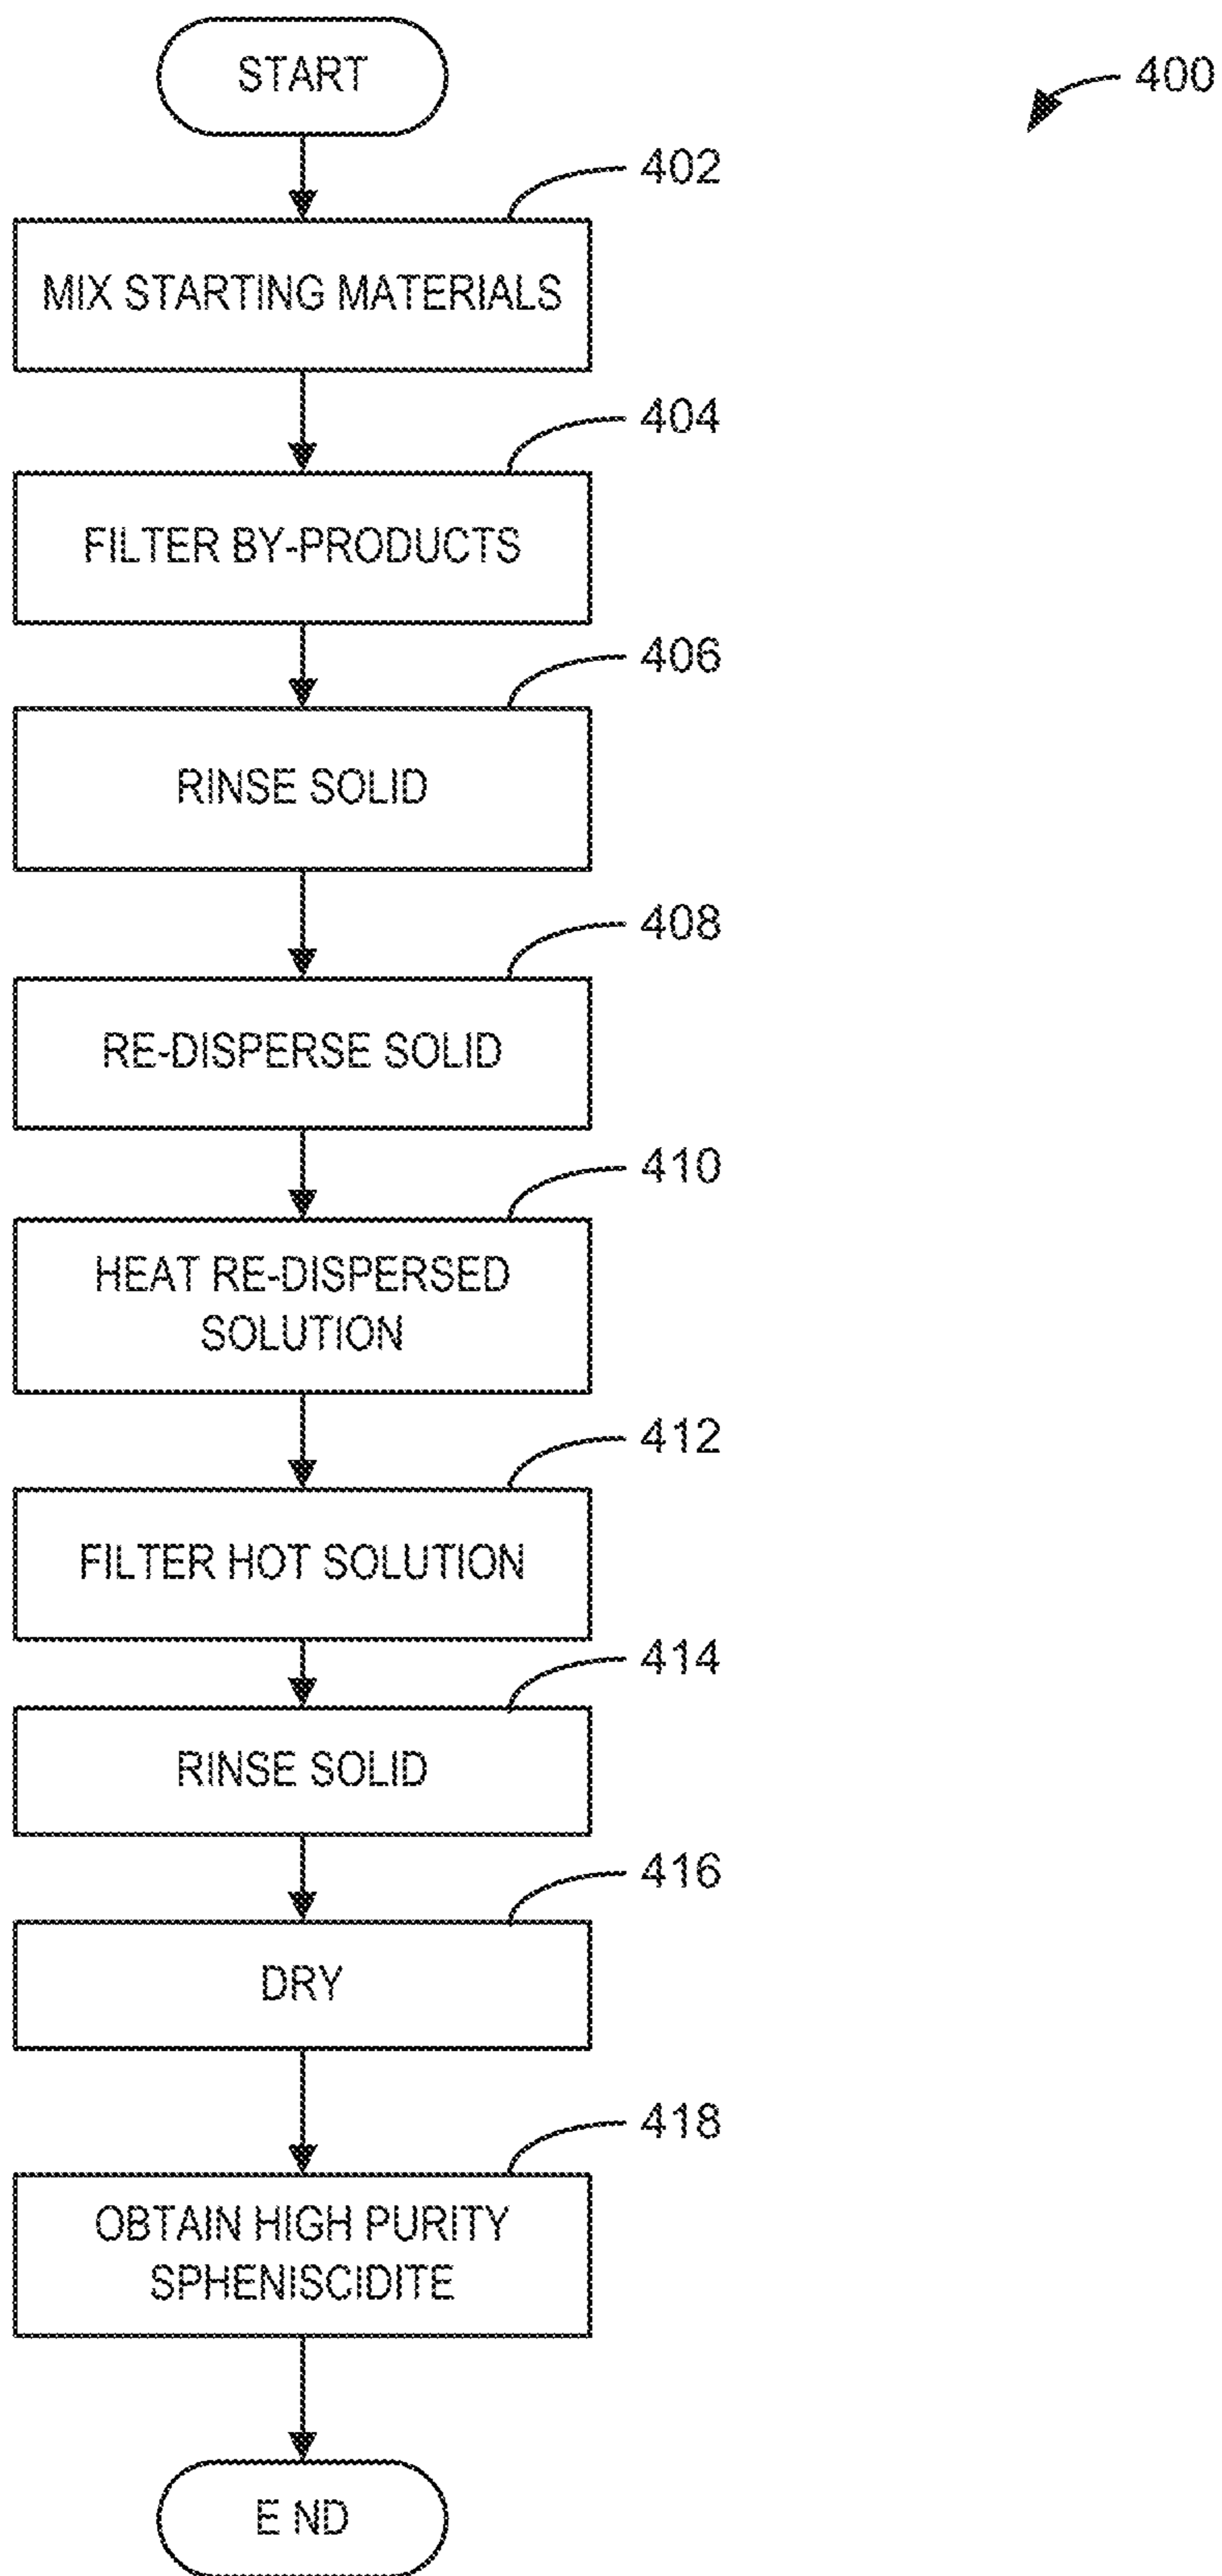 START
400
402
MIX STARTING MATERIALS
404
FILTER BY-PRODUCTS
406
RINSE SOLID
408
RE-DISPERSE SOLID
410
HEAT RE-DISPERSED
SOLUTION
412
FILTER HOT SOLUTION
414
RINSE SOLID
416
DRY
418
OBTAIN HIGH PURITY
SPHENISCIDITE
E ND